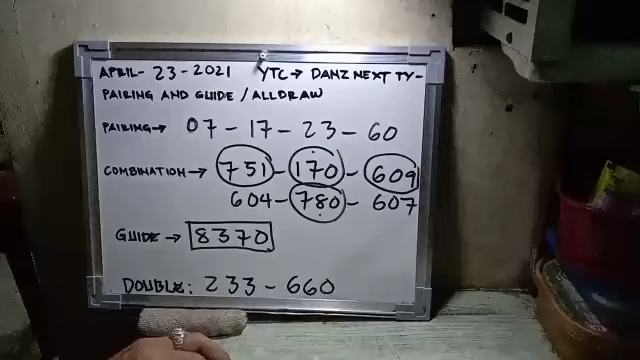 APRIL-23-2021 YTC→ DANZ NEXT TY-
PAIRING AND GUIDE / ALLDRAW
PAIRING→ 07-17-23-60
COMBINATION→ 751-170-609
604-780-607
GUIDE→ 8370
DOUBLE: 233-660